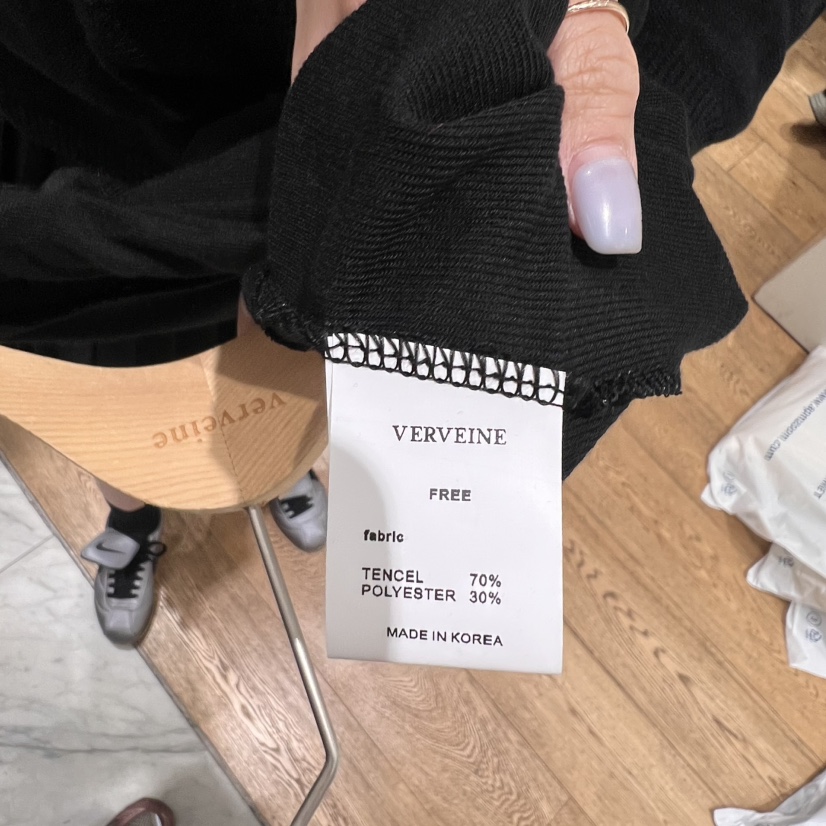 VERVEINE
FREE
fabric
TENCEL 70%
POLYESTER 30%
MADE IN KOREA
verveine